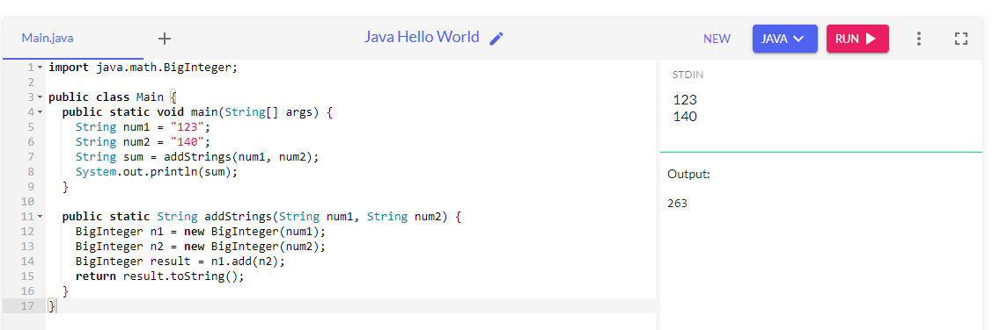 Main.java + Java Hello World NEW JAVA RUN
1 import java.math.BigInteger;
2
3 public class Main {
4 public static void main(String[] args) {
5 String num1 = "123";
6 String num2 = "140";
7 String sum = addStrings(num1, num2);
8 System.out.println(sum);
9 }
10
11 public static String addStrings(String num1, String num2) {
12 BigInteger n1 = new BigInteger(num1);
13 BigInteger n2 = new BigInteger(num2);
14 BigInteger result = n1.add(n2);
15 return result.toString();
16 }
17 }
STDIN
123
140
Output:
263